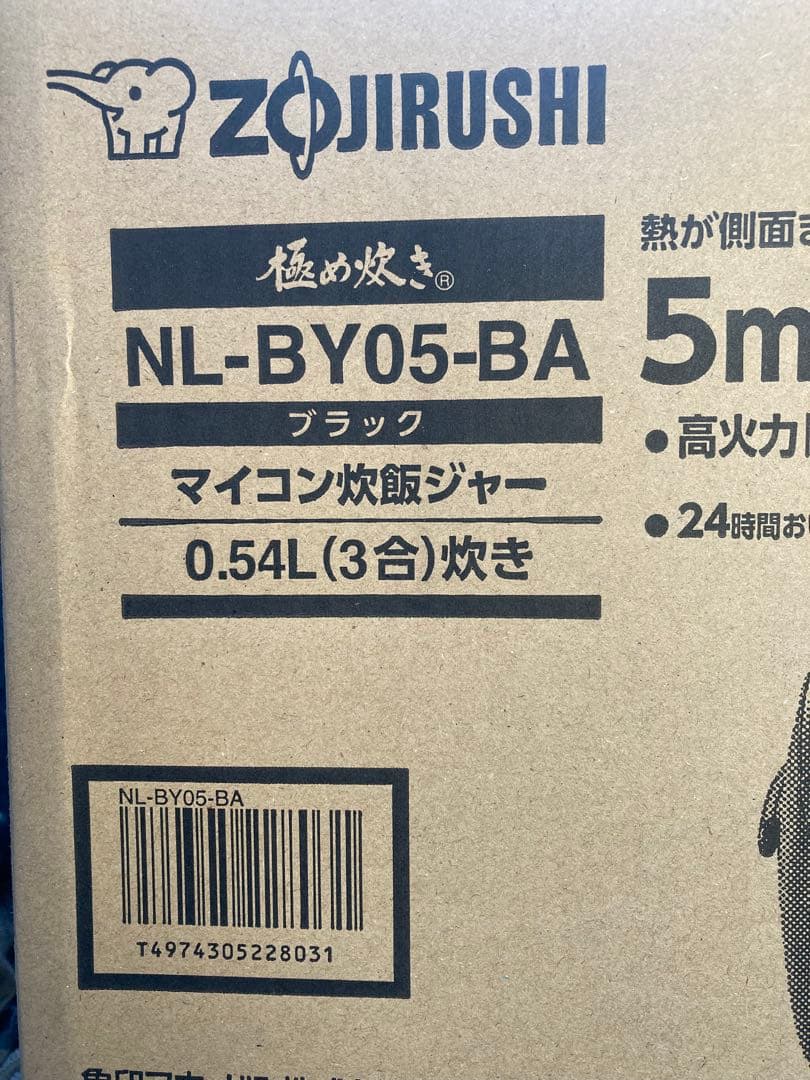 ZOJIRUSHI
極め炊き®
NL-BY05-BA
ブラック
マイコン炊飯ジャー
0.54L(3合)炊き
熱が側面
5m
●高火力
●24時間お
NL-BY05-BA
T4974305228031